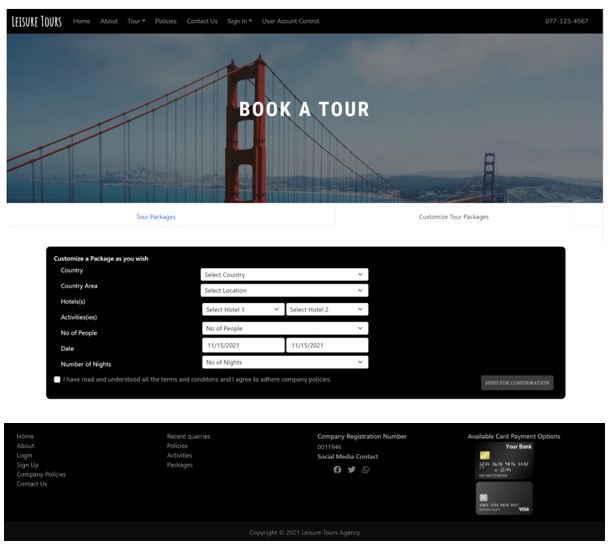 LEISURE TOURS Home About Tour Policies Contact Us Sign In User Acount Control 077-123-4567
BOOK A TOUR
Tour Packages Customize Tour Packages
Customize a Package as you wish
Country Select Country
Country Area Select Location
Hotels(s) Select Hotel 1 Select Hotel 2
Activities(ies)
No of People No of People
Date 11/15/2021 11/15/2021
Number of Nights No of Nights
I have read and understood all the terms and conditons and I agree to adhere company policies.
SEND FOR CONFIRMATION
Home Recent querries Company Registration Number Available Card Payment Options
About Policies 0011946 Your Bank
Login Activities Social Media Contact
Sign Up Packages
Company Policies
Contact Us
VISA
Copyright © 2021 Leisure Tours Agency